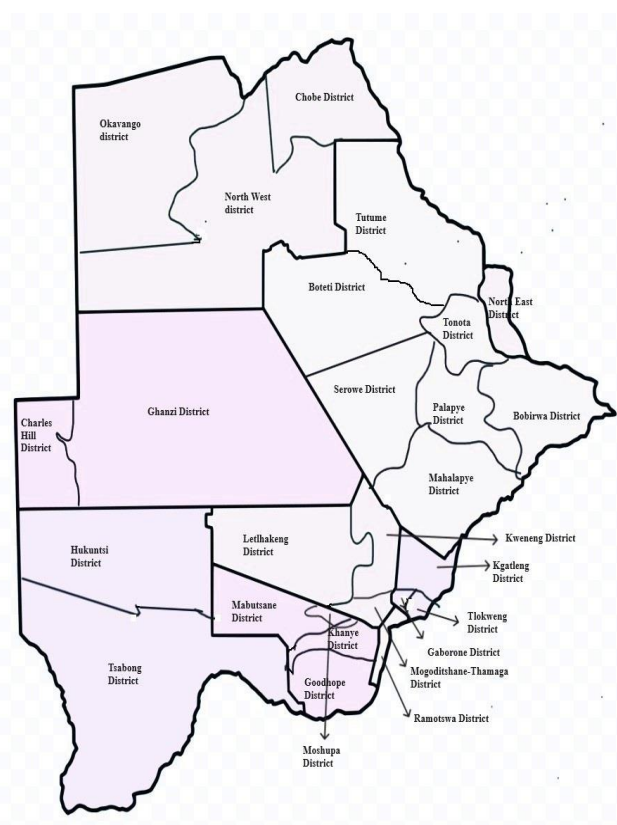 Chobe District
Okavango
district
North West
district
Tutume
District
Boteti District
North East
District
Tonota
District
Serowe District
Ghanzi District
Palapye
District
Bobirwa District
Charles
Hill
District
Mahalapye
District
Letlhakeng
District
Kweneng District
Hukuntsi
District
Kgatleng
District
Mabutsane
District
Tlokweng
District
Khanye
District
Gaborone District
Mogoditshane-Thamaga
District
Tsabong
District
Goodhope
District
Ramotswa District
Moshupa
District